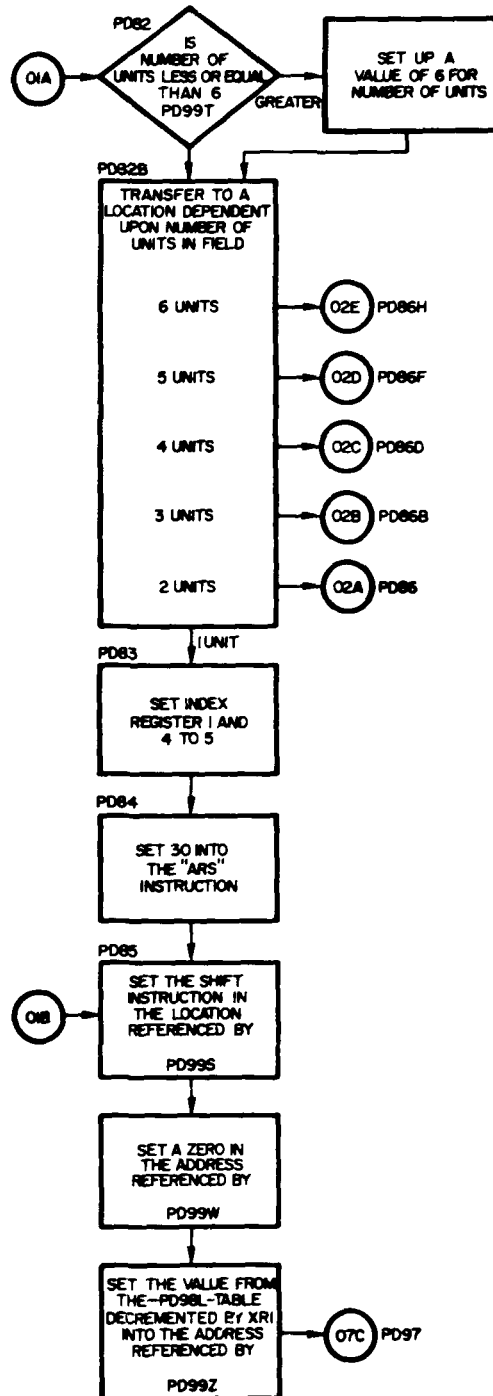 PD82
IS
NUMBER OF
UNITS LESS OR EQUAL
THAN 6
PD99T
01A
GREATER
SET UP A
VALUE OF 6 FOR
NUMBER OF UNITS
PD82B
TRANSFER TO A
LOCATION DEPENDENT
UPON NUMBER OF
UNITS IN FIELD
6 UNITS
02E PD86H
5 UNITS
02D PD86F
4 UNITS
02C PD86D
3 UNITS
02B PD86B
2 UNITS
02A PD86
1 UNIT
PD83
SET INDEX
REGISTER 1 AND
4 TO 5
PD84
SET 30 INTO
THE "ARS"
INSTRUCTION
PD85
01B
SET THE SHIFT
INSTRUCTION IN
THE LOCATION
REFERENCED BY
PD99S
SET A ZERO IN
THE ADDRESS
REFERENCED BY
PD99W
SET THE VALUE FROM
THE-PD98L-TABLE
DECREMENTED BY XR1
INTO THE ADDRESS
REFERENCED BY
PD99Z
07C PD97